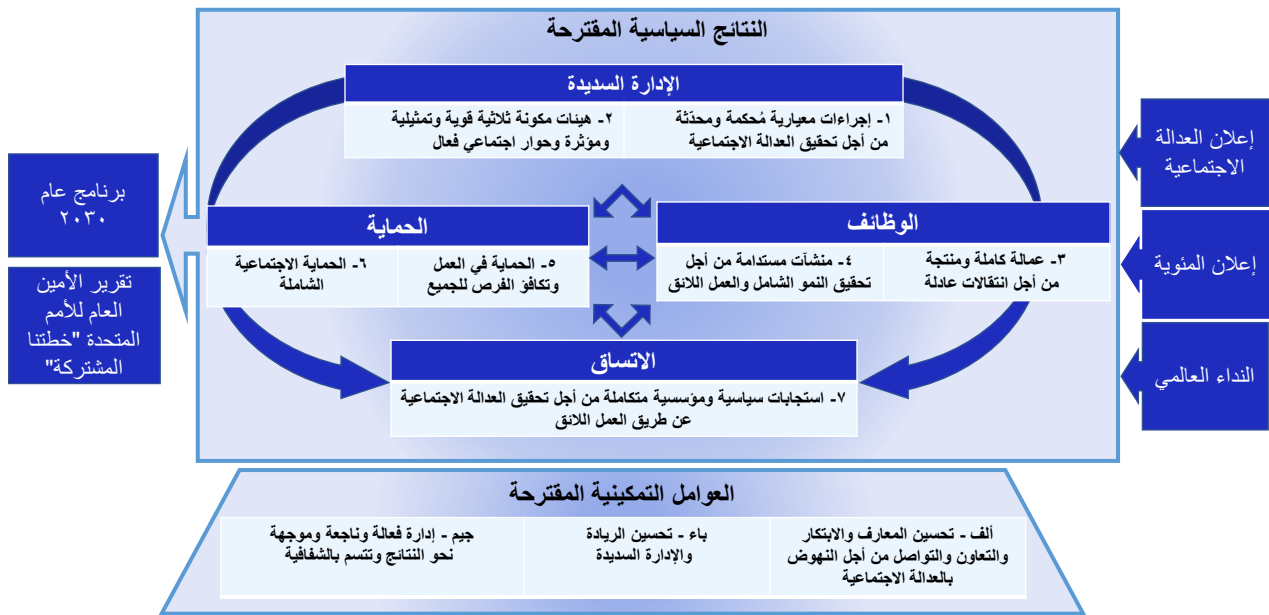 النتائج السياسية المقترحة
الإدارة السديدة
١- إجراءات معيارية مُحكمة ومحدّثة
من أجل تحقيق العدالة الاجتماعية
٢- هيئات مكونة ثلاثية قوية وتمثيلية
ومؤثرة وحوار اجتماعي فعال
إعلان العدالة
الاجتماعية
إعلان المئوية
النداء العالمي
الوظائف
٣- عمالة كاملة ومنتجة
من أجل انتقالات عادلة
٤- منشآت مستدامة من أجل
تحقيق النمو الشامل والعمل اللائق
الحماية
٥- الحماية في العمل
وتكافؤ الفرص للجميع
٦- الحماية الاجتماعية
الشاملة
برنامج عام
٢٠٣٠
تقرير الأمين
العام للأمم
المتحدة "خطتنا
المشتركة"
الاتساق
٧- استجابات سياسية ومؤسسية متكاملة من أجل تحقيق العدالة الاجتماعية
عن طريق العمل اللائق
العوامل التمكينية المقترحة
ألف - تحسين المعارف والابتكار
والتعاون والتواصل من أجل النهوض
بالعدالة الاجتماعية
باء - تحسين الريادة
والإدارة السديدة
جيم - إدارة فعالة وناجعة وموجهة
نحو النتائج وتتسم بالشفافية